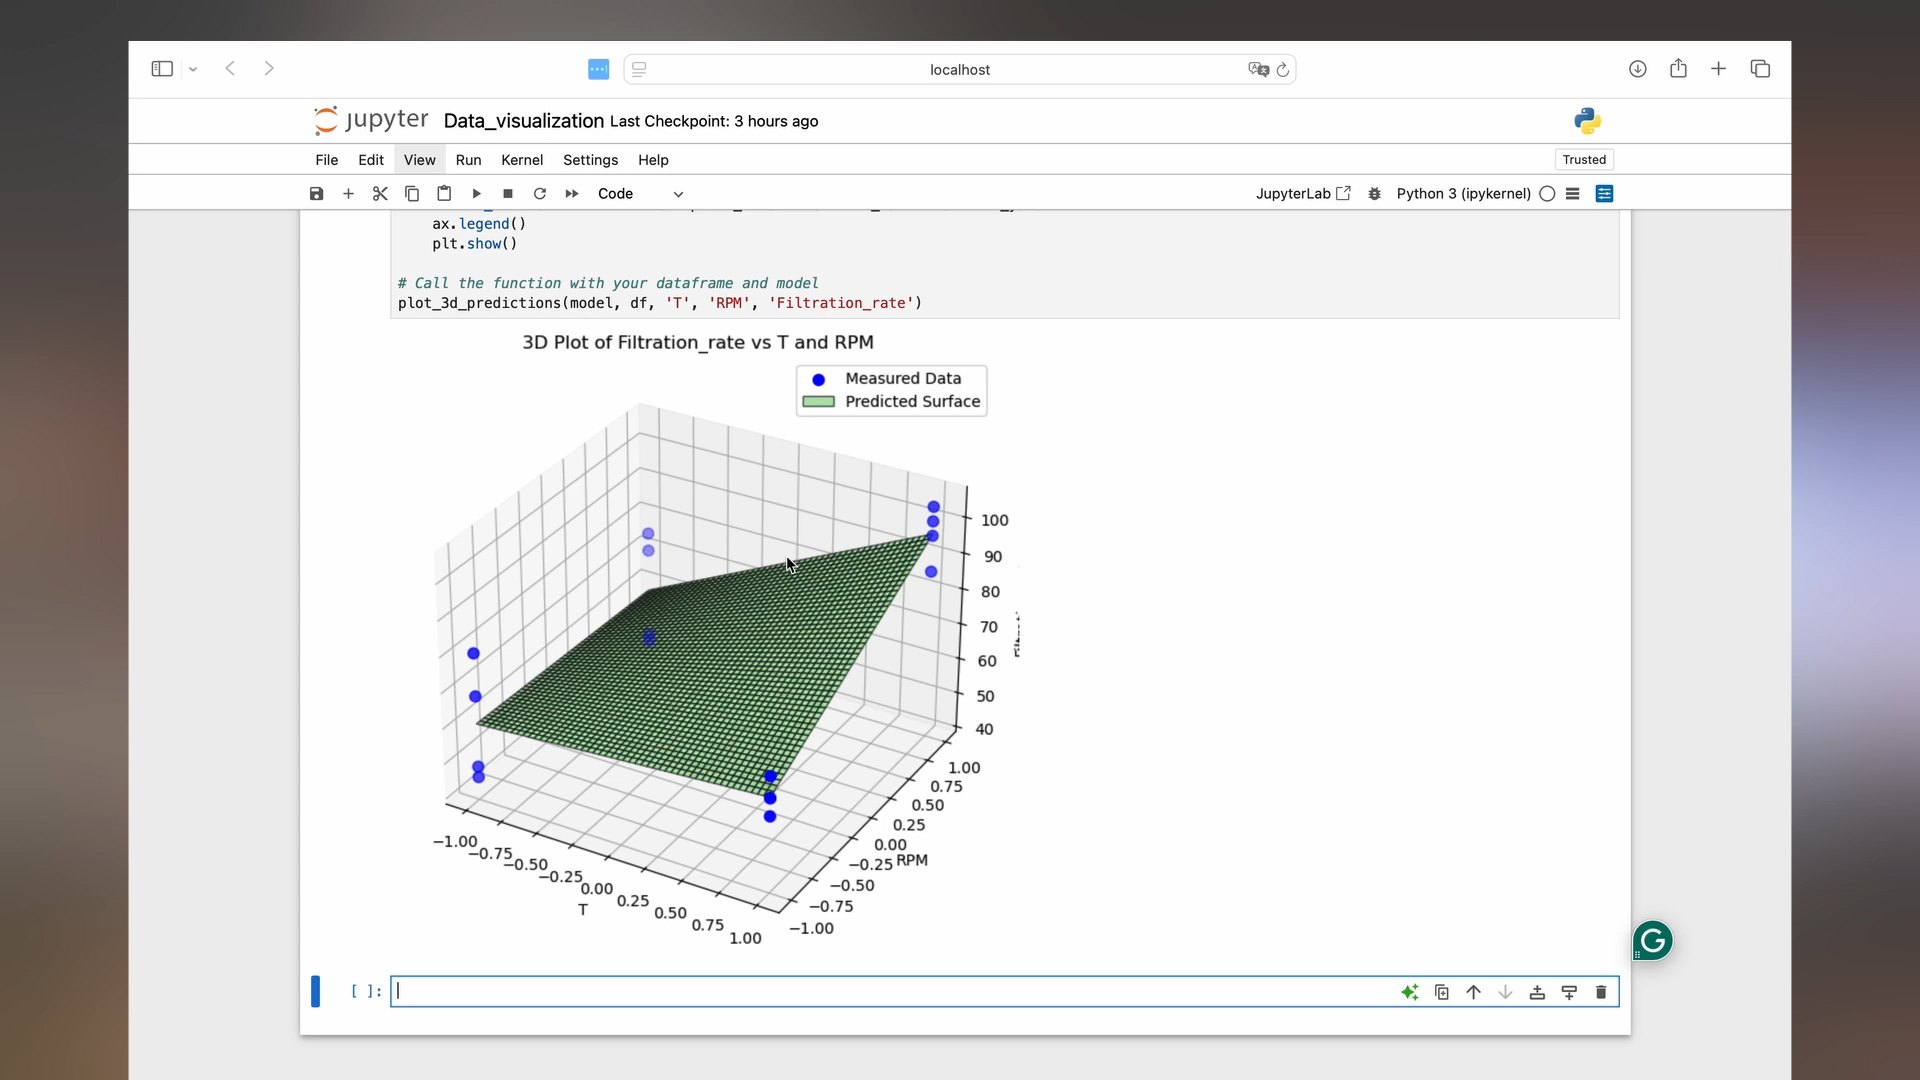 localhost
jupyter Data_visualization Last Checkpoint: 3 hours ago
File Edit View Run Kernel Settings Help
Trusted
Code
JupyterLab
Python 3 (ipykernel)
ax.legend()
plt.show()
# Call the function with your dataframe and model
plot_3d_predictions(model, df, 'T', 'RPM', 'Filtration_rate')
3D Plot of Filtration_rate vs T and RPM
Measured Data
Predicted Surface
100
90
80
70
60
50
40
1.00
0.75
0.50
0.25
0.00
−0.25
−0.50
−0.75
−1.00
RPM
−1.00
−0.75
−0.50
−0.25
0.00
0.25
0.50
0.75
1.00
T
[ ]: